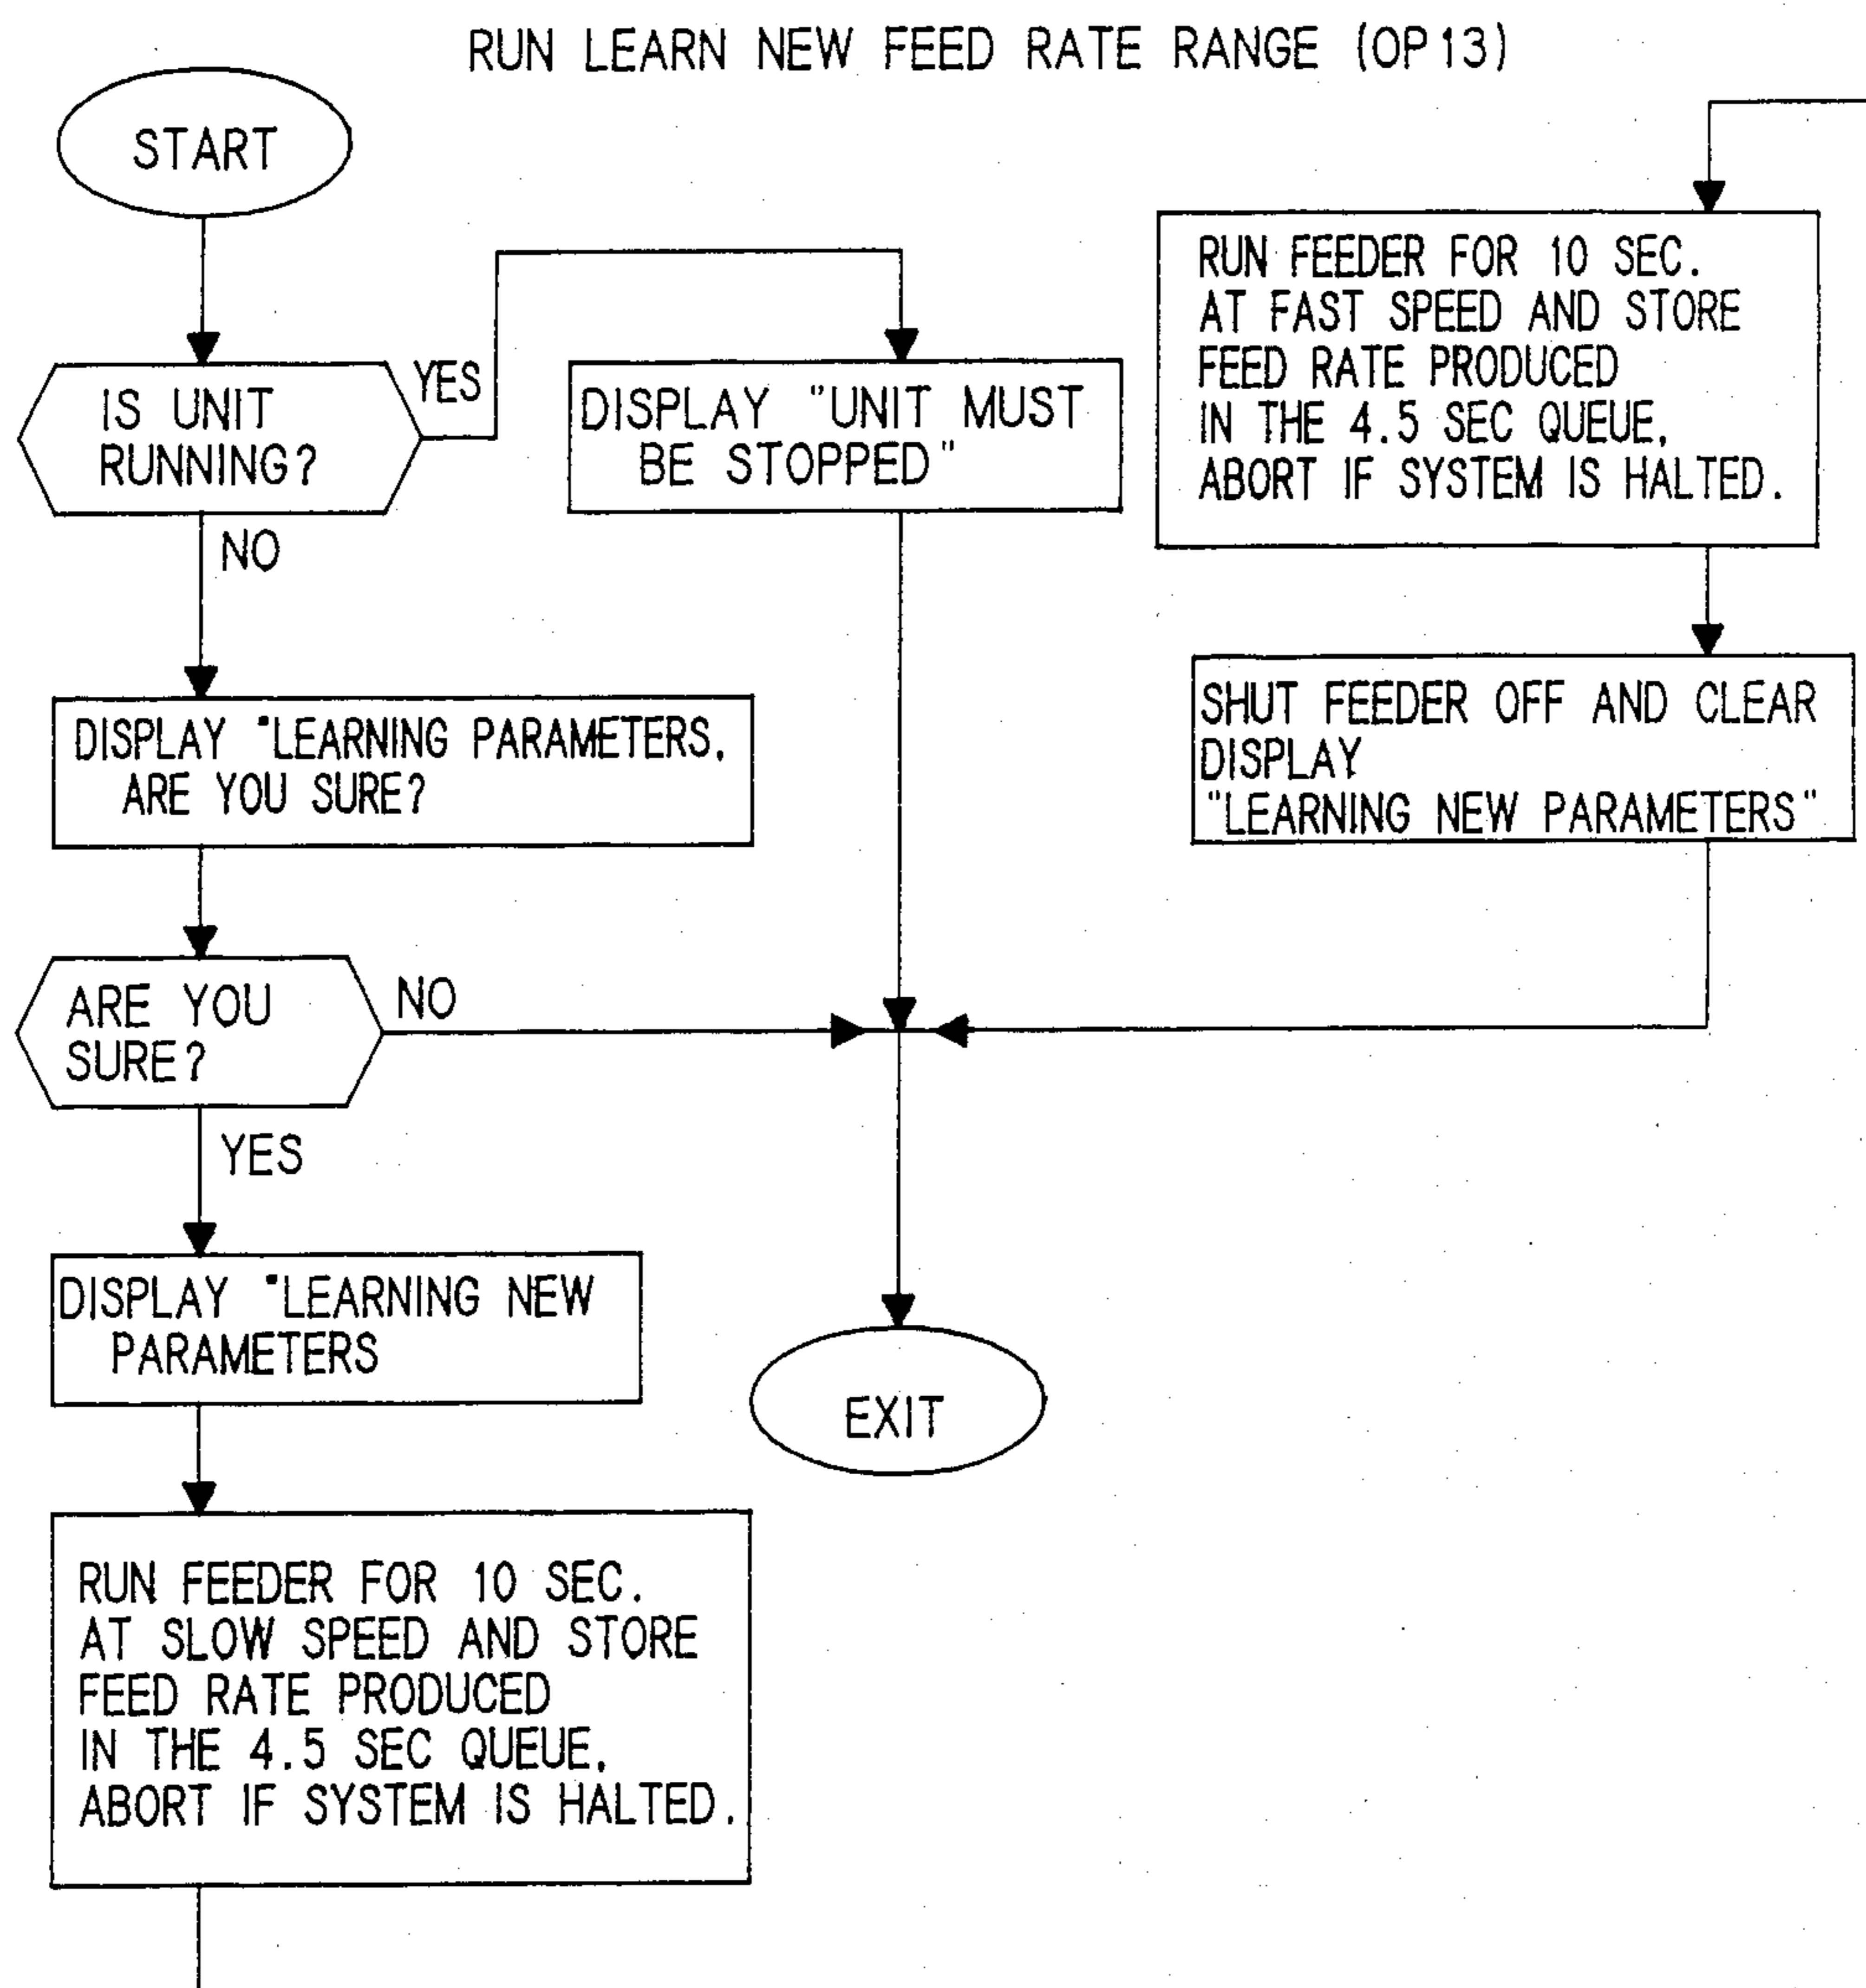 RUN LEARN NEW FEED RATE RANGE (OP13)
START
IS UNIT
RUNNING?
YES
NO
DISPLAY "UNIT MUST
BE STOPPED"
DISPLAY "LEARNING PARAMETERS,
ARE YOU SURE?
ARE YOU
SURE?
NO
YES
DISPLAY "LEARNING NEW
PARAMETERS
RUN FEEDER FOR 10 SEC.
AT SLOW SPEED AND STORE
FEED RATE PRODUCED
IN THE 4.5 SEC QUEUE,
ABORT IF SYSTEM IS HALTED.
RUN FEEDER FOR 10 SEC.
AT FAST SPEED AND STORE
FEED RATE PRODUCED
IN THE 4.5 SEC QUEUE,
ABORT IF SYSTEM IS HALTED.
SHUT FEEDER OFF AND CLEAR
DISPLAY
"LEARNING NEW PARAMETERS"
EXIT